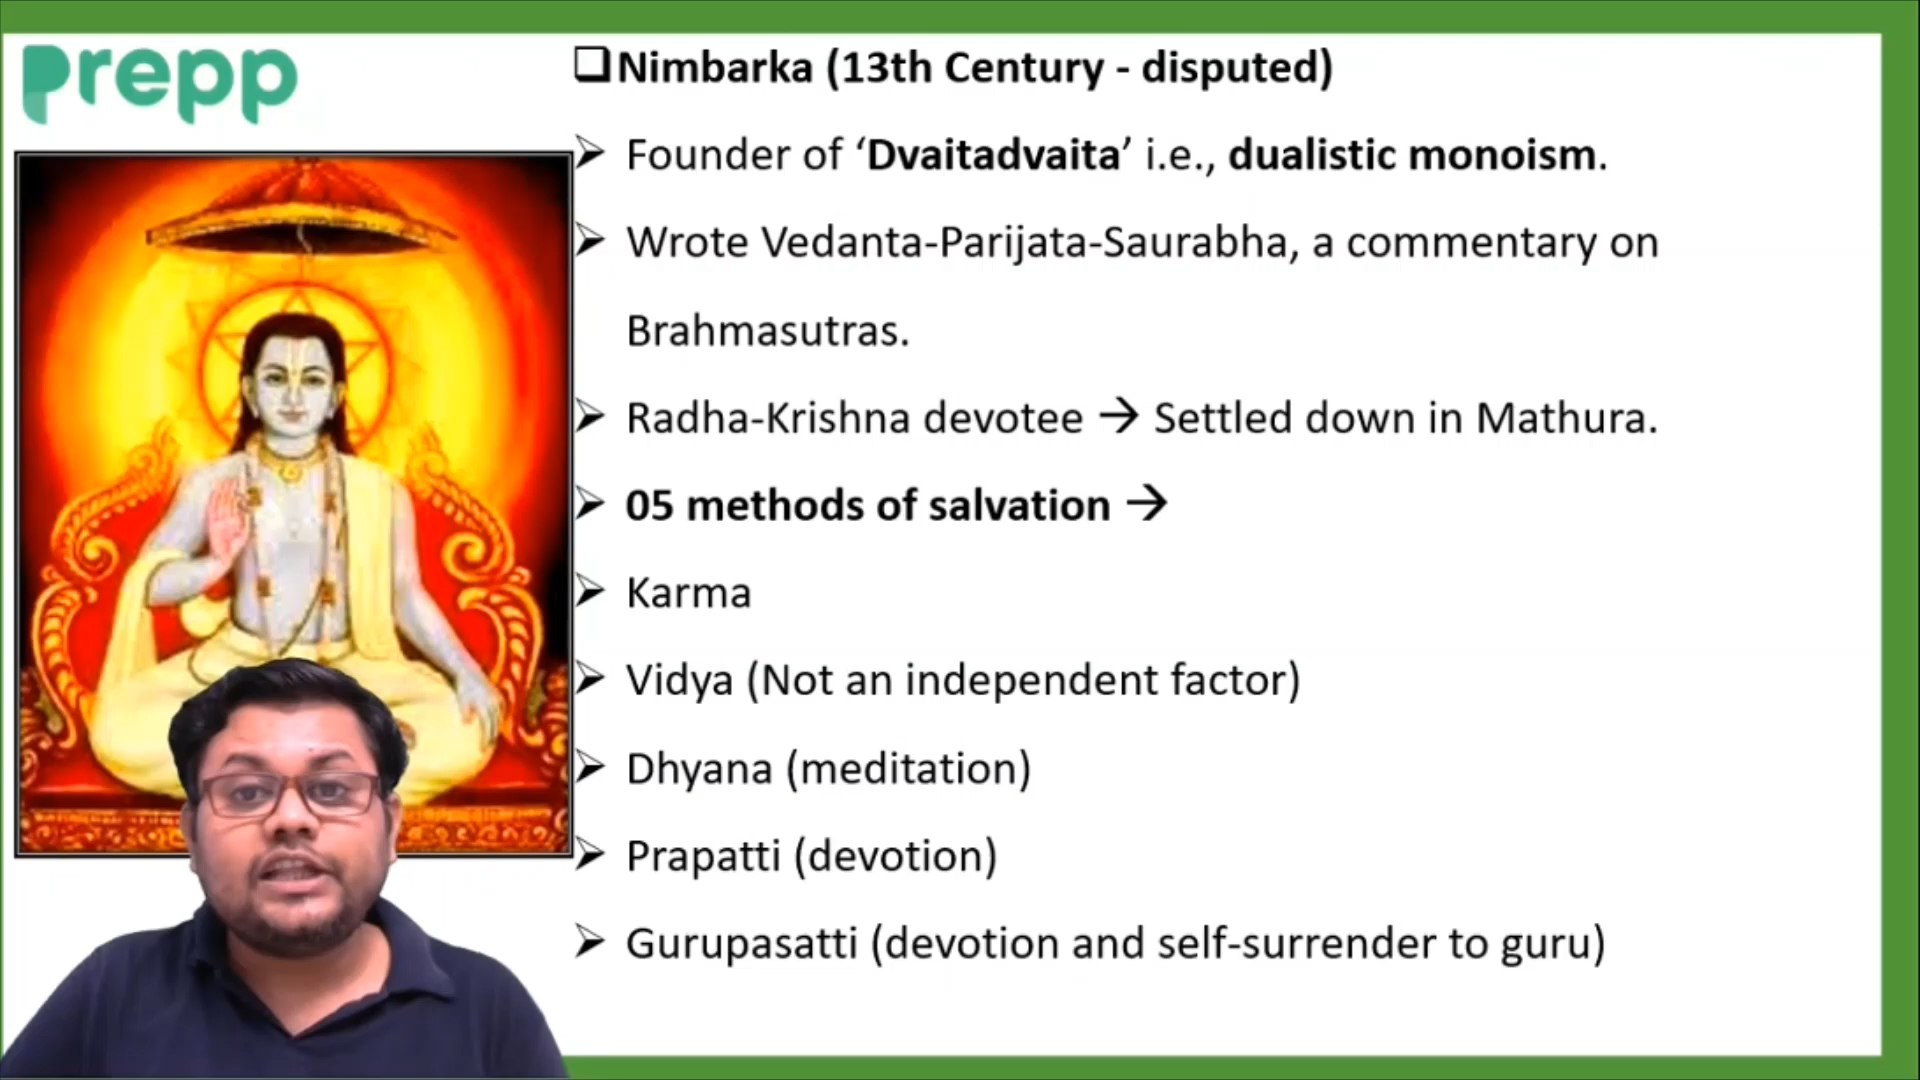 prepp
❑Nimbarka (13th Century - disputed)
➢ Founder of ‘Dvaitadvaita’ i.e., dualistic monoism.
➢ Wrote Vedanta-Parijata-Saurabha, a commentary on
Brahmasutras.
➢ Radha-Krishna devotee → Settled down in Mathura.
➢ 05 methods of salvation →
➢ Karma
➢ Vidya (Not an independent factor)
➢ Dhyana (meditation)
➢ Prapatti (devotion)
➢ Gurupasatti (devotion and self-surrender to guru)